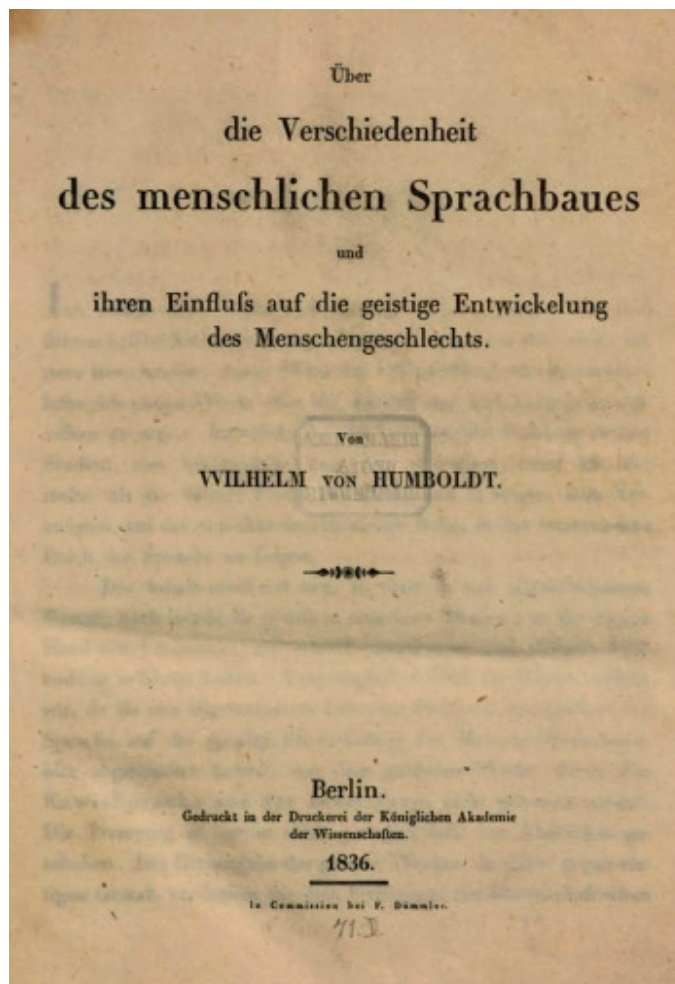 Über
die Verschiedenheit
des menschlichen Sprachbaues
und
ihren Einfluſs auf die geistige Entwickelung
des Menschengeschlechts.
Von
WILHELM VON HUMBOLDT.
Berlin.
Gedruckt in der Druckerei der Königlichen Akademie
der Wissenschaften.
1836.
In Commission bei F. Dümmler.